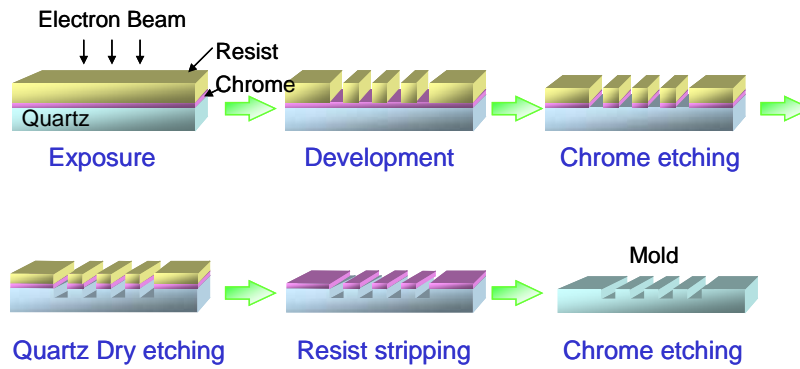 Electron Beam
Resist
Chrome
Quartz
Exposure
Development
Chrome etching
Mold
Quartz Dry etching
Resist stripping
Chrome etching